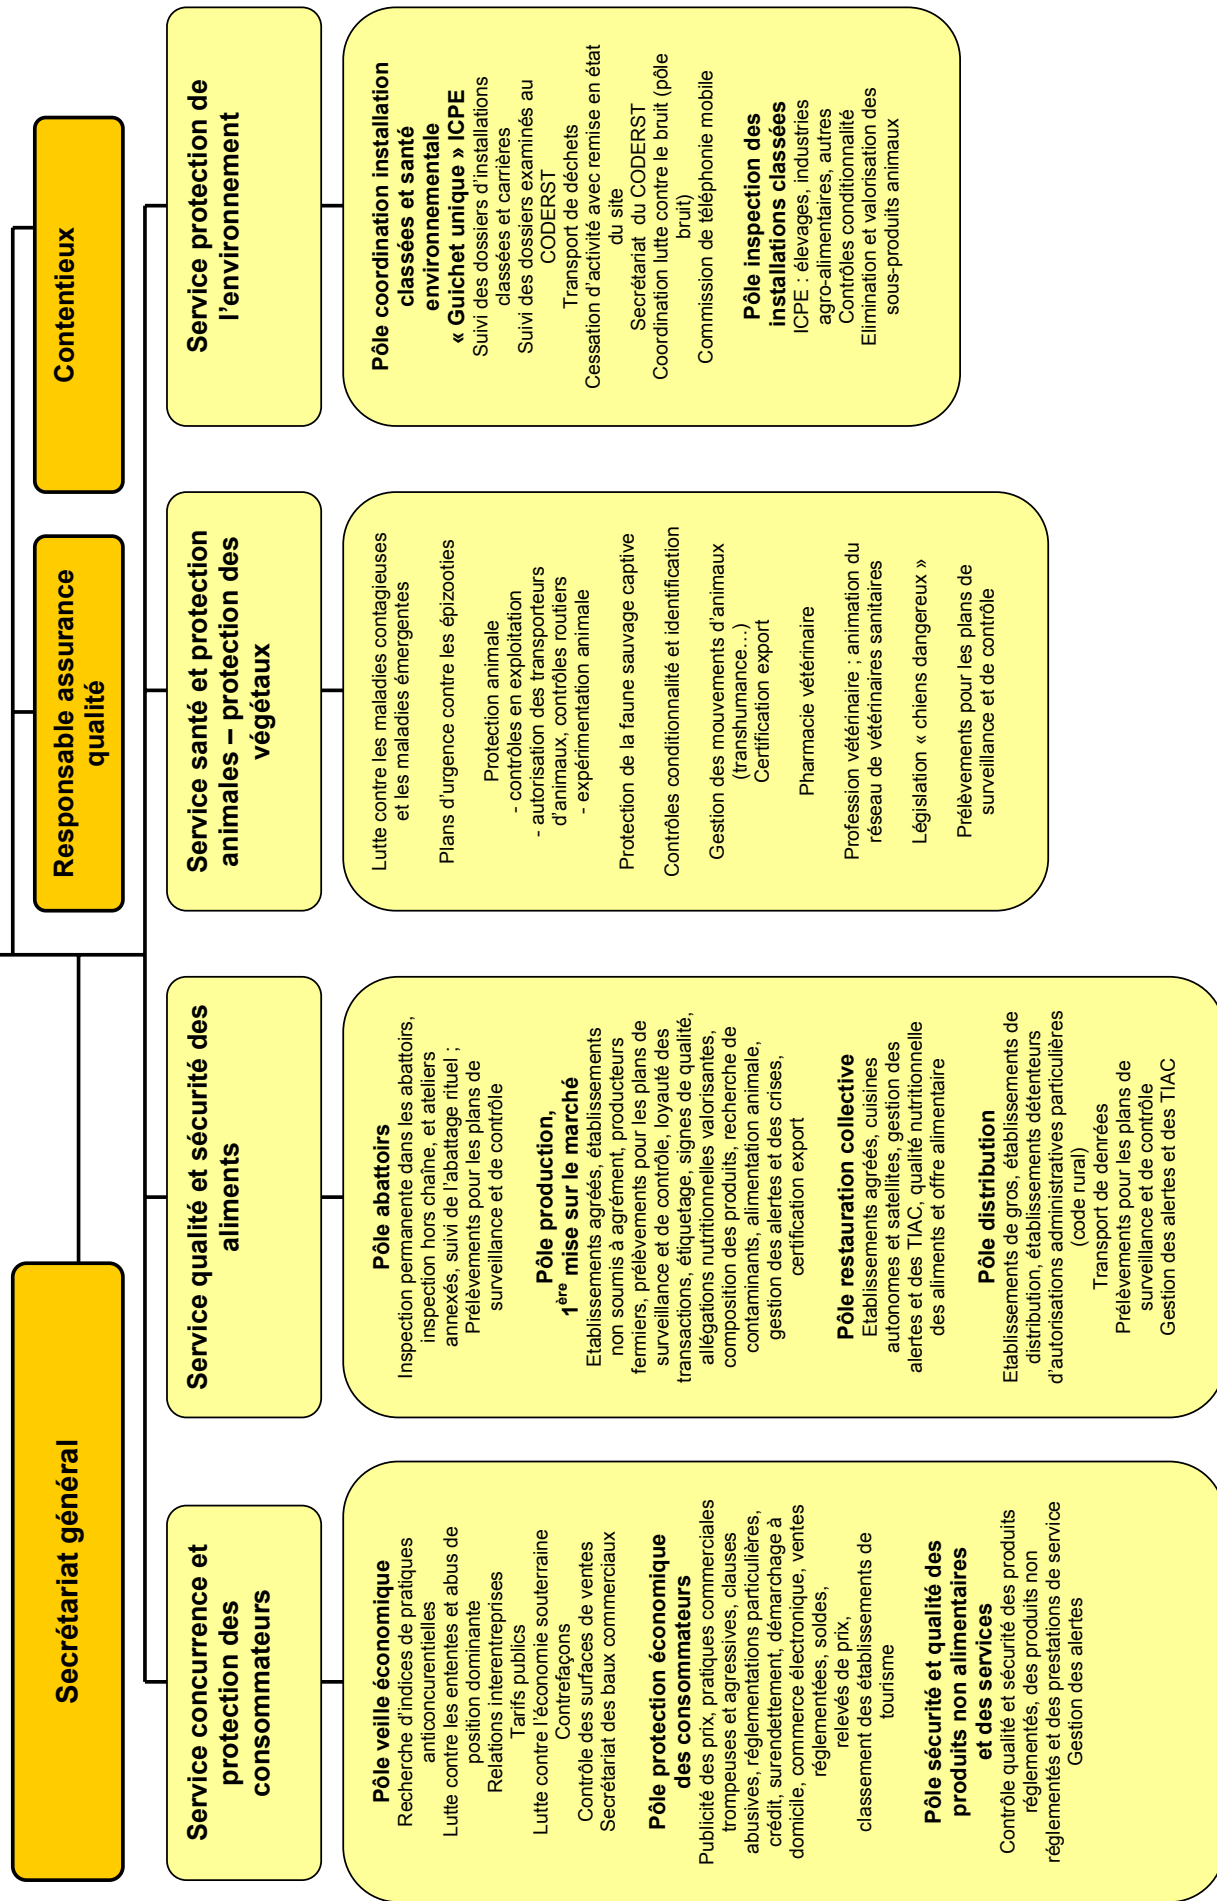 Secrétariat général
Responsable assurance
qualité
Contentieux
Service concurrence et
protection des
consommateurs
Pôle veille économique
Recherche d'indices de pratiques
anticoncurentielles
Lutte contre les ententes et abus de
position dominante
Relations interentreprises
Tarifs publics
Lutte contre l'économie souterraine
Contrefaçons
Contrôle des surfaces de ventes
Secrétariat des baux commerciaux
Pôle protection économique
des consommateurs
Publicité des prix, pratiques commerciales
trompeuses et agressives, clauses
abusives, réglementations particulières,
crédit, surendettement, démarchage à
domicile, commerce électronique, ventes
réglementées, soldes,
relevés de prix,
classement des établissements de
tourisme
Pôle sécurité et qualité des
produits non alimentaires
et des services
Contrôle qualité et sécurité des produits
réglementés, des produits non
réglementés et des prestations de service
Gestion des alertes
Service qualité et sécurité des
aliments
Pôle abattoirs
Inspection permanente dans les abattoirs,
inspection hors chaîne, et ateliers
annexés, suivi de l'abattage rituel ;
Prélèvements pour les plans de
surveillance et de contrôle
Pôle production,
1ère mise sur le marché
Etablissements agréés, établissements
non soumis à agrément, producteurs
fermiers, prélèvements pour les plans de
surveillance et de contrôle, loyauté des
transactions, étiquetage, signes de qualité,
allégations nutritionnelles valorisantes,
composition des produits, recherche de
contaminants, alimentation animale,
gestion des alertes et des crises,
certification export
Pôle restauration collective
Etablissements agréés, cuisines
autonomes et satellites, gestion des
alertes et des TIAC, qualité nutritionnelle
des aliments et offre alimentaire
Pôle distribution
Etablissements de gros, établissements de
distribution, établissements détenteurs
d'autorisations administratives particulières
(code rural)
Transport de denrées
Prélèvements pour les plans de
surveillance et de contrôle
Gestion des alertes et des TIAC
Service santé et protection
animales – protection des
végétaux
Lutte contre les maladies contagieuses
et les maladies émergentes
Plans d'urgence contre les épizooties
Protection animale
- contrôles en exploitation
- autorisation des transporteurs
d'animaux, contrôles routiers
- expérimentation animale
Protection de la faune sauvage captive
Contrôles conditionnalité et identification
Gestion des mouvements d'animaux
(transhumance…)
Certification export
Pharmacie vétérinaire
Profession vétérinaire ; animation du
réseau de vétérinaires sanitaires
Législation « chiens dangereux »
Prélèvements pour les plans de
surveillance et de contrôle
Service protection de
l'environnement
Pôle coordination installation
classées et santé
environnementale
« Guichet unique » ICPE
Suivi des dossiers d'installations
classées et carrières
Suivi des dossiers examinés au
CODERST
Transport de déchets
Cessation d'activité avec remise en état
du site
Secrétariat du CODERST
Coordination lutte contre le bruit (pôle
bruit)
Commission de téléphonie mobile
Pôle inspection des
installations classées
ICPE : élevages, industries
agro-alimentaires, autres
Contrôles conditionnalité
Elimination et valorisation des
sous-produits animaux